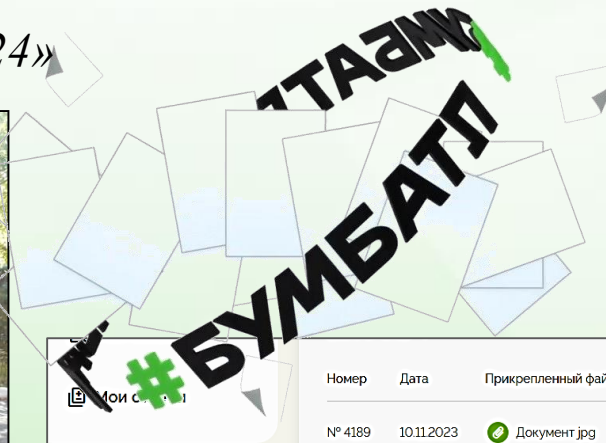 24»
#БУМБАТЛ
Номер Дата Прикрепленный фай
Мои
№ 4189 10.11.2023 Документ.jpg